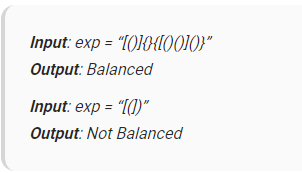 Input: exp = “[()]{}{[()()]()}”
Output: Balanced
Input: exp = “[(])”
Output: Not Balanced